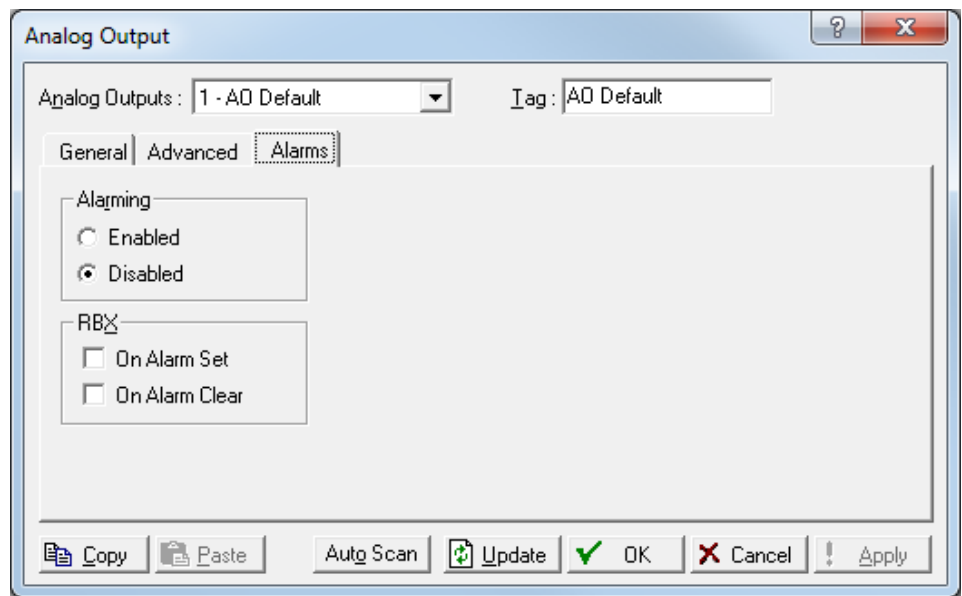 Analog Output
Analog Outputs : 1 - AO Default Tag : AO Default
General Advanced Alarms
Alarming
Enabled
Disabled
RBX
On Alarm Set
On Alarm Clear
Copy Paste Auto Scan Update OK Cancel Apply